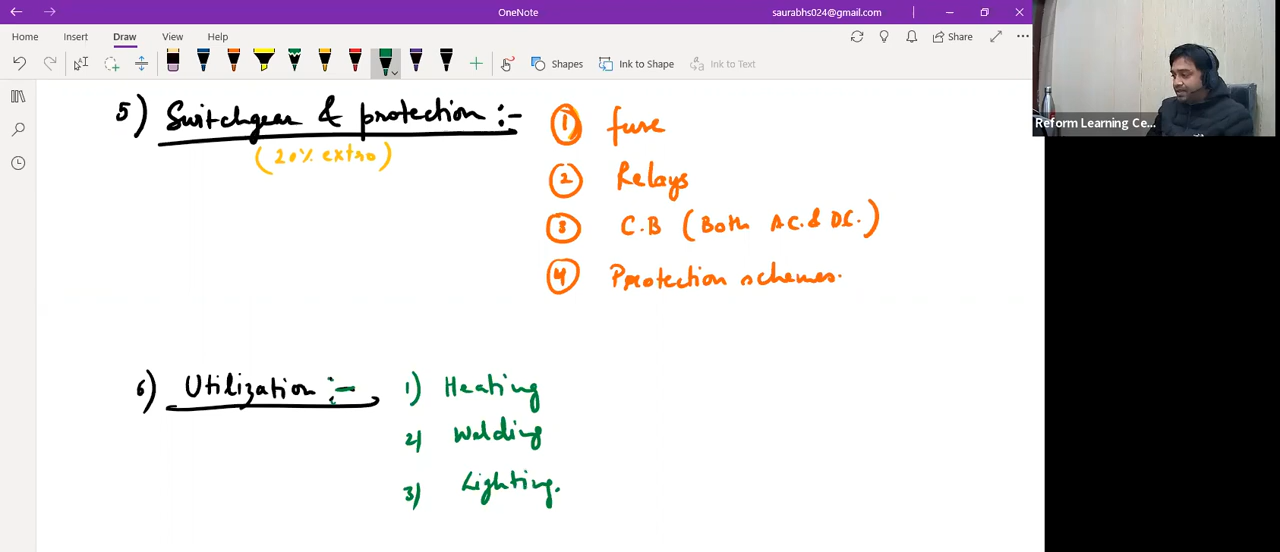 OneNote
saurabhs024@gmail.com
Home Insert Draw View Help
Share
Shapes Ink to Shape Ink to Text
Reform Learning Ce...
5) Switchgear & protection :-
(20% extra)
1 fuse
2 Relays
3 C.B (Both A.C. & D.C.)
4 Protection schemes.
6) Utilization :-
1) Heating
2) Welding
3) Lighting.